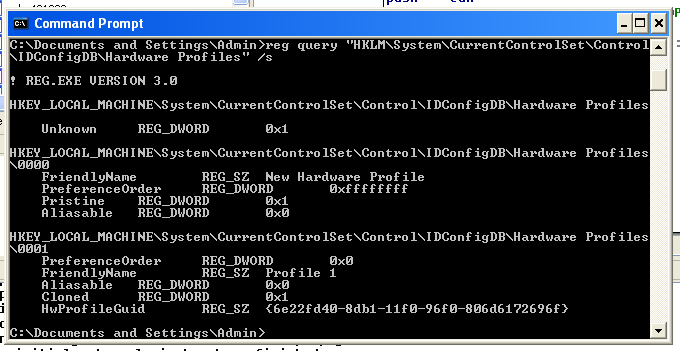 Command Prompt
C:\Documents and Settings\Admin>reg query "HKLM\System\CurrentControlSet\Control
\IDConfigDB\Hardware Profiles" /s
! REG.EXE VERSION 3.0
HKEY_LOCAL_MACHINE\System\CurrentControlSet\Control\IDConfigDB\Hardware Profiles
Unknown REG_DWORD 0x1
HKEY_LOCAL_MACHINE\System\CurrentControlSet\Control\IDConfigDB\Hardware Profiles
\0000
FriendlyName REG_SZ New Hardware Profile
PreferenceOrder REG_DWORD 0xffffffff
Pristine REG_DWORD 0x1
Aliasable REG_DWORD 0x0
HKEY_LOCAL_MACHINE\System\CurrentControlSet\Control\IDConfigDB\Hardware Profiles
\0001
PreferenceOrder REG_DWORD 0x0
FriendlyName REG_SZ Profile 1
Aliasable REG_DWORD 0x0
Cloned REG_DWORD 0x1
HwProfileGuid REG_SZ {6e22fd40-8db1-11f0-96f0-806d6172696f}
C:\Documents and Settings\Admin>